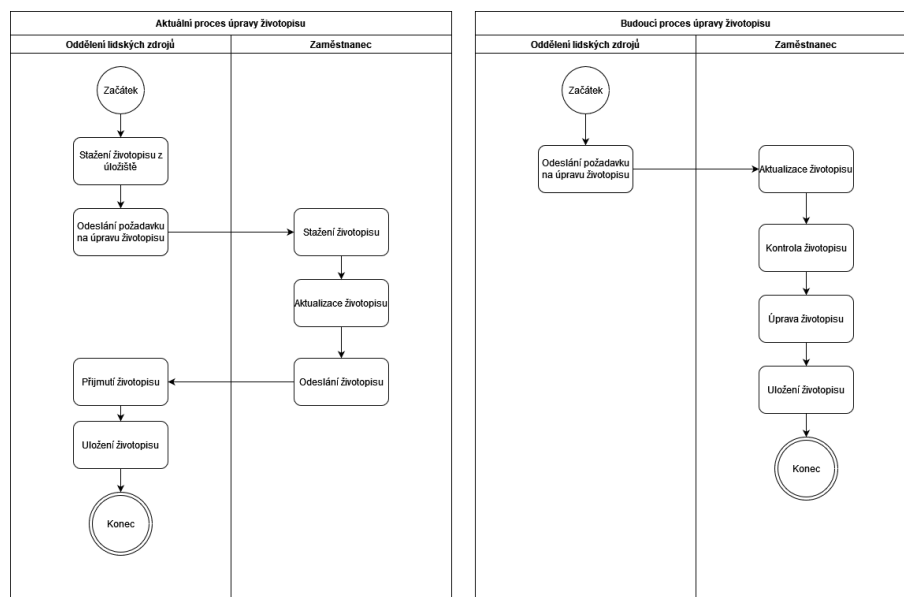 Aktuální proces úpravy životopisu
Oddělení lidských zdrojů
Zaměstnanec
Začátek
Stažení životopisu z
úložiště
Odeslání požadavku
na úpravu životopisu
Stažení životopisu
Aktualizace životopisu
Odeslání životopisu
Přijmutí životopisu
Uložení životopisu
Konec
Budoucí proces úpravy životopisu
Oddělení lidských zdrojů
Zaměstnanec
Začátek
Odeslání požadavku
na úpravu životopisu
Aktualizace životopisu
Kontrola životopisu
Úprava životopisu
Uložení životopisu
Konec